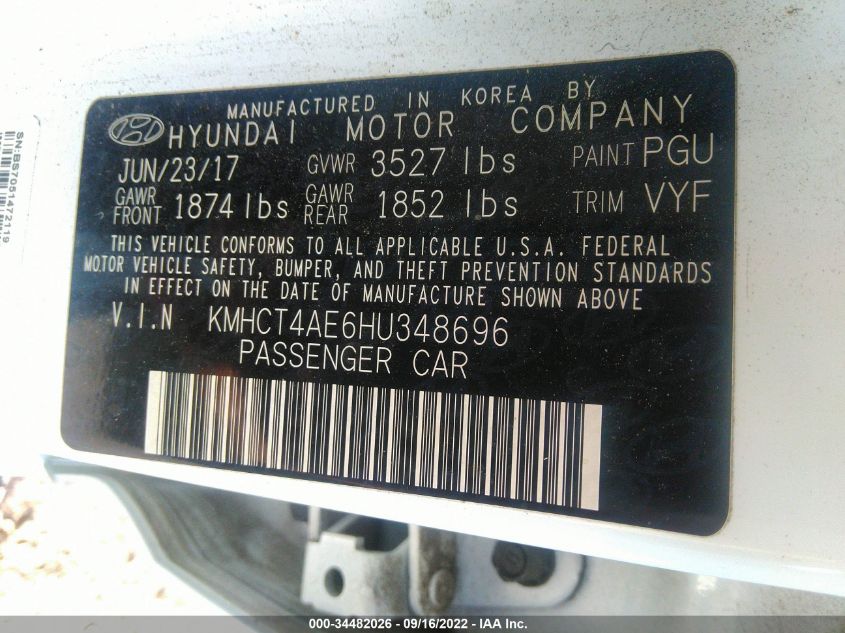 MANUFACTURED IN KOREA BY
HYUNDAI MOTOR COMPANY
JUN/23/17 GVWR 3527 lbs PAINT PGU
GAWR FRONT 1874 lbs GAWR REAR 1852 lbs TRIM VYF
THIS VEHICLE CONFORMS TO ALL APPLICABLE U.S.A. FEDERAL
MOTOR VEHICLE SAFETY, BUMPER, AND THEFT PREVENTION STANDARDS
IN EFFECT ON THE DATE OF MANUFACTURE SHOWN ABOVE
V.I.N KMHCT4AE6HU348696
PASSENGER CAR
SN:BS7051472119
000-34482026 - 09/16/2022 - IAA Inc.